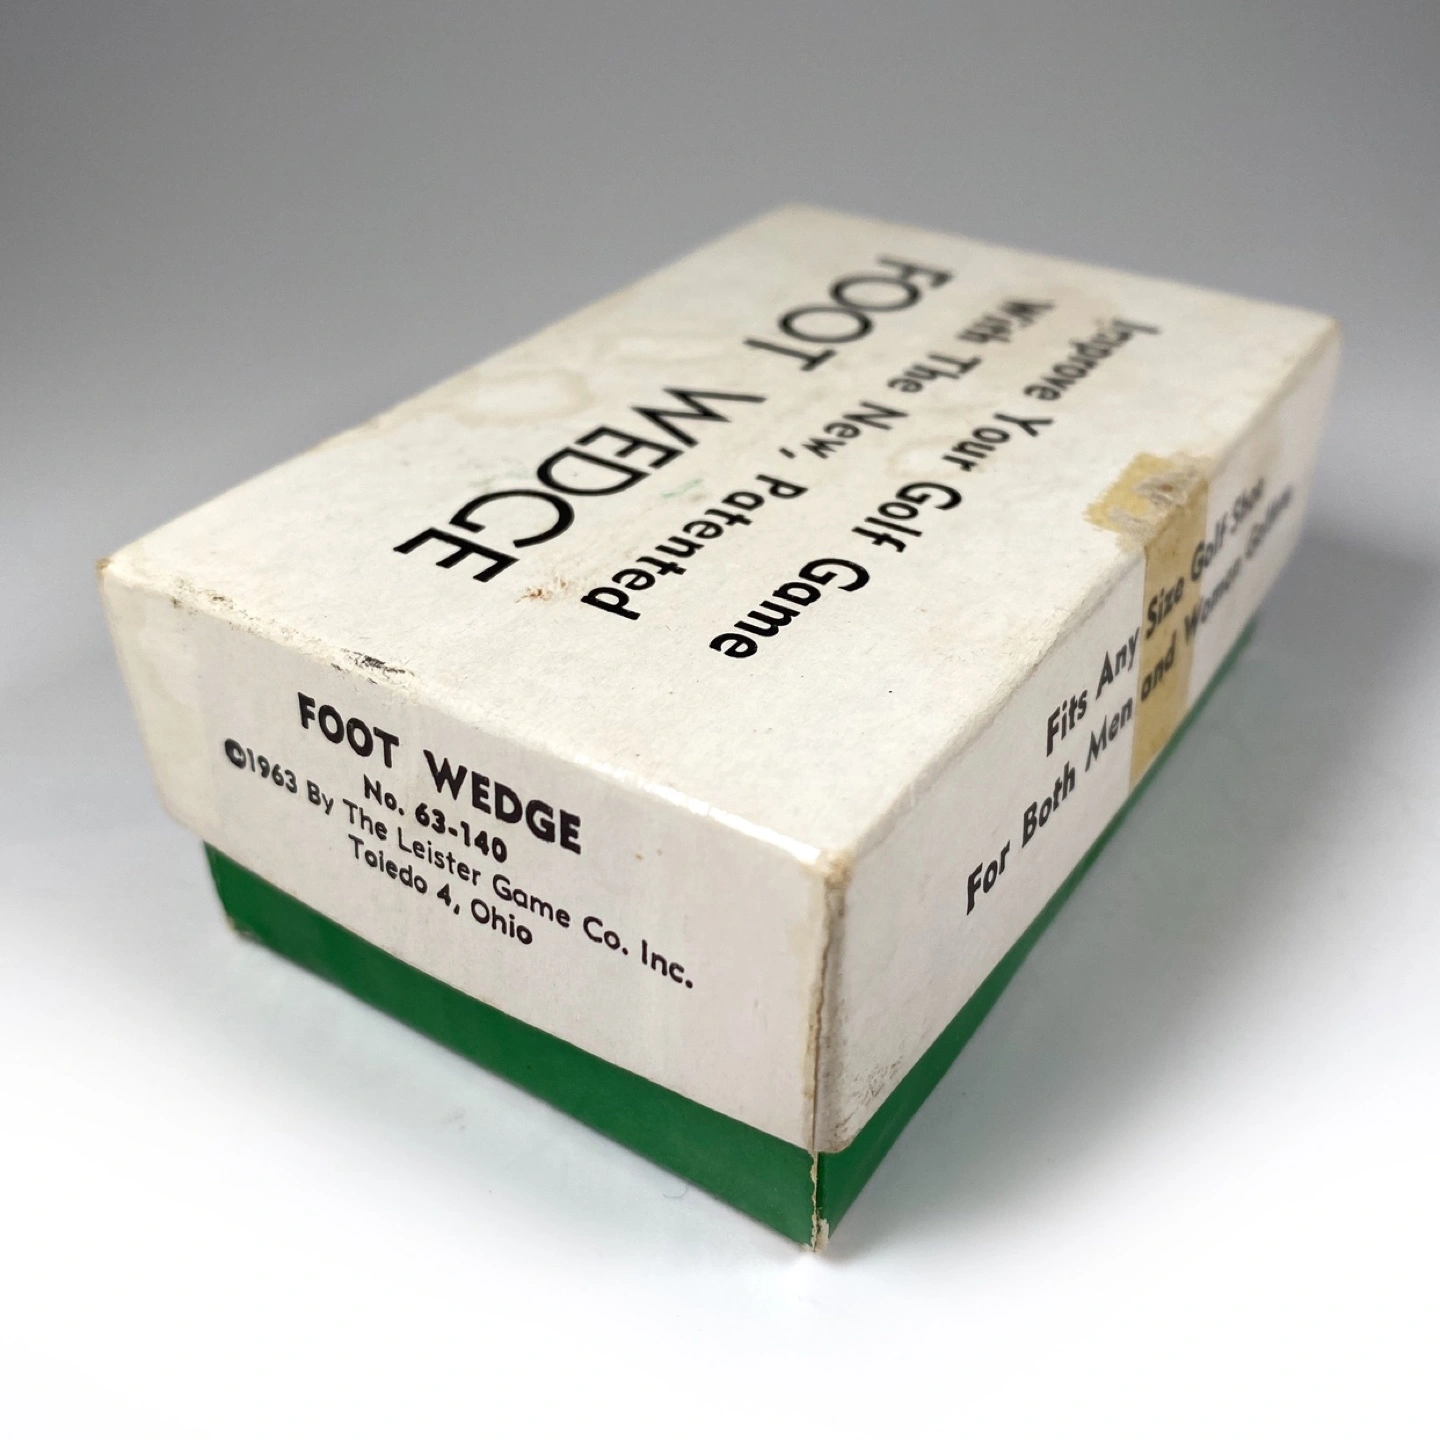 Improve Your Golf Game
With The New, Patented
FOOT WEDGE
FOOT WEDGE
No. 63-140
©1963 By The Leister Game Co. Inc.
Toledo 4, Ohio
Fits Any Size Golf Shoe
For Both Men and Women